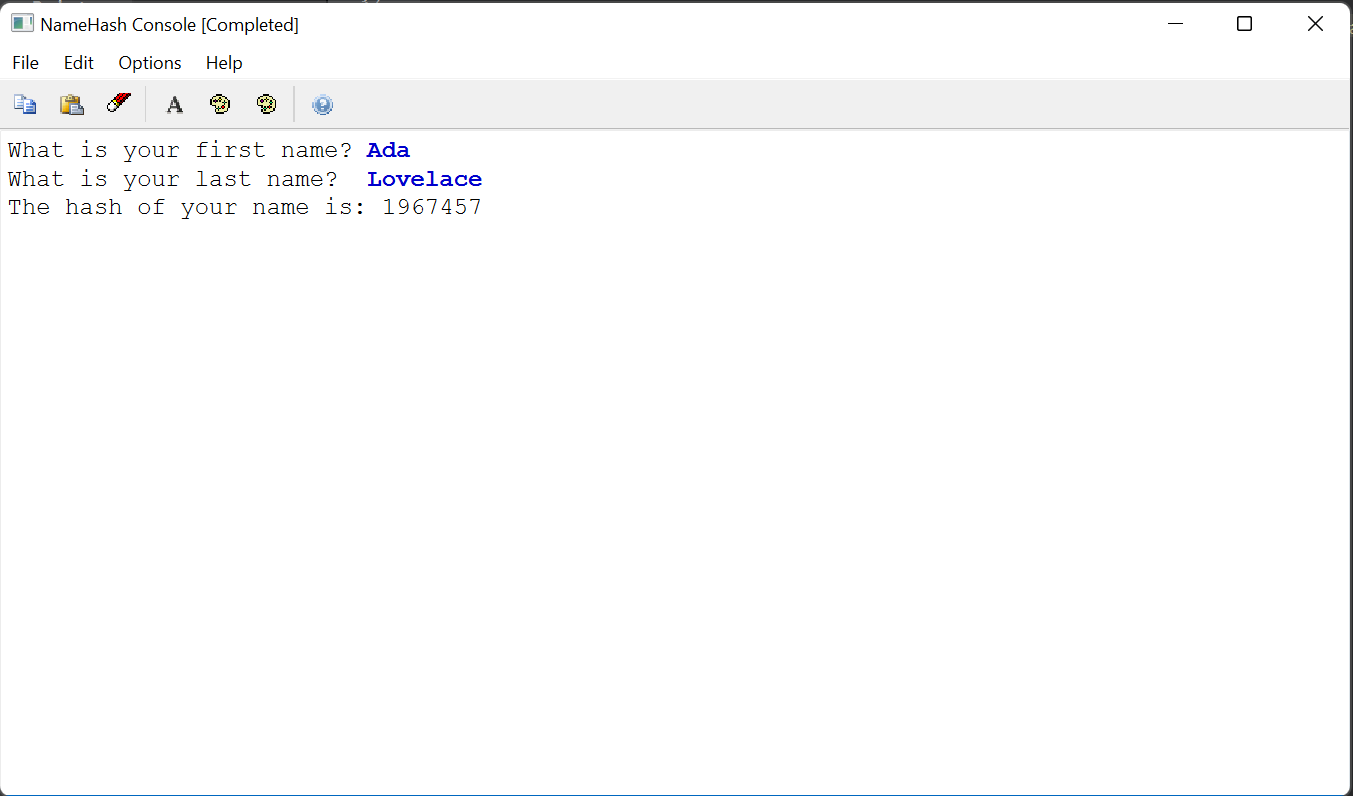 NameHash Console [Completed]
File Edit Options Help
A
What is your first name? Ada
What is your last name?  Lovelace
The hash of your name is: 1967457